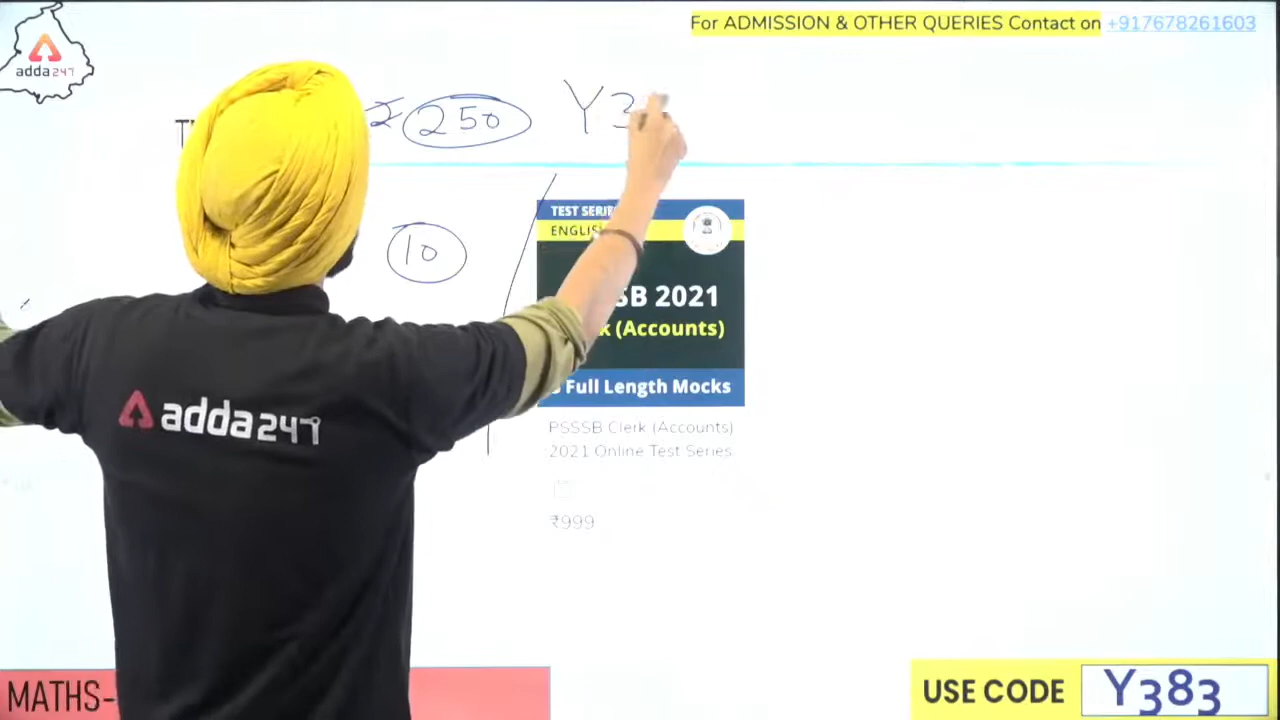 For ADMISSION & OTHER QUERIES Contact on +917678261603
adda247
₹ 250 Y3
TEST SERIES
ENGLISH
10
SB 2021
k (Accounts)
Full Length Mocks
adda247
PSSSB Clerk (Accounts)
2021 Online Test Series
₹999
MATHS-
USE CODE Y383